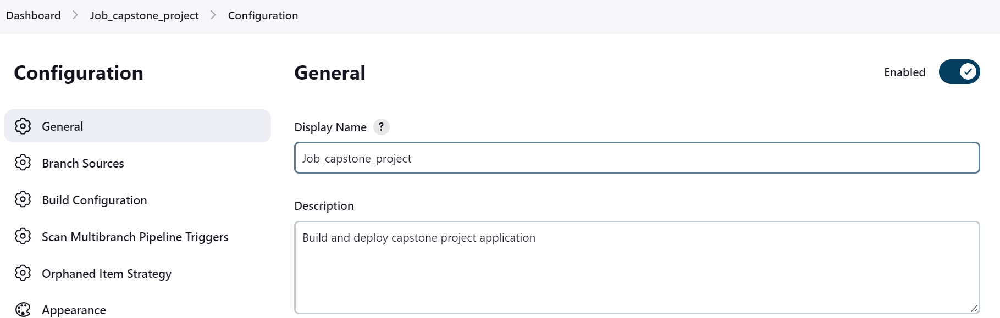 Dashboard > Job_capstone_project > Configuration
Configuration
General
Branch Sources
Build Configuration
Scan Multibranch Pipeline Triggers
Orphaned Item Strategy
Appearance
General
Enabled
Display Name ?
Job_capstone_project
Description
Build and deploy capstone project application